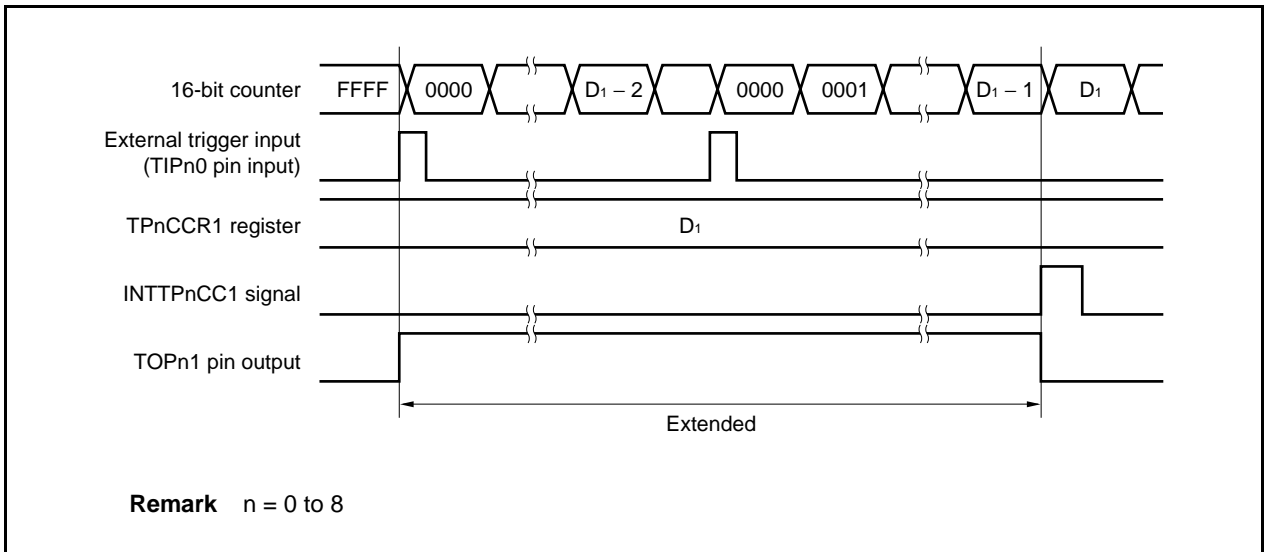 16-bit counter FFFF 0000 D₁ − 2 0000 0001 D₁ − 1 D₁
External trigger input
(TIPn0 pin input)
TPnCCR1 register D₁
INTTPnCC1 signal
TOPn1 pin output
Extended
Remark n = 0 to 8